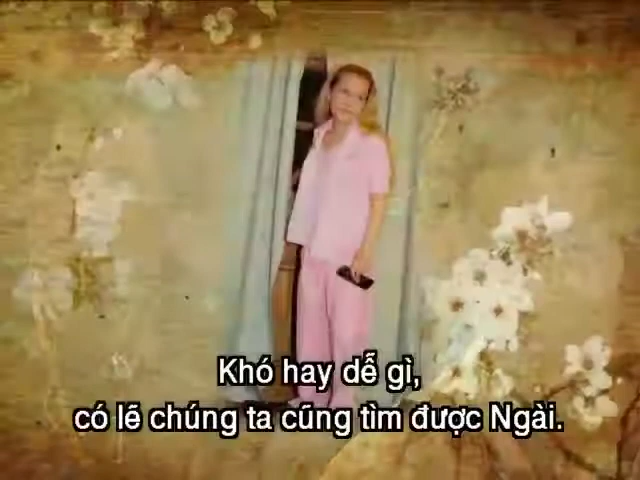 Khó hay dễ gì,
có lẽ chúng ta cũng tìm được Ngài.